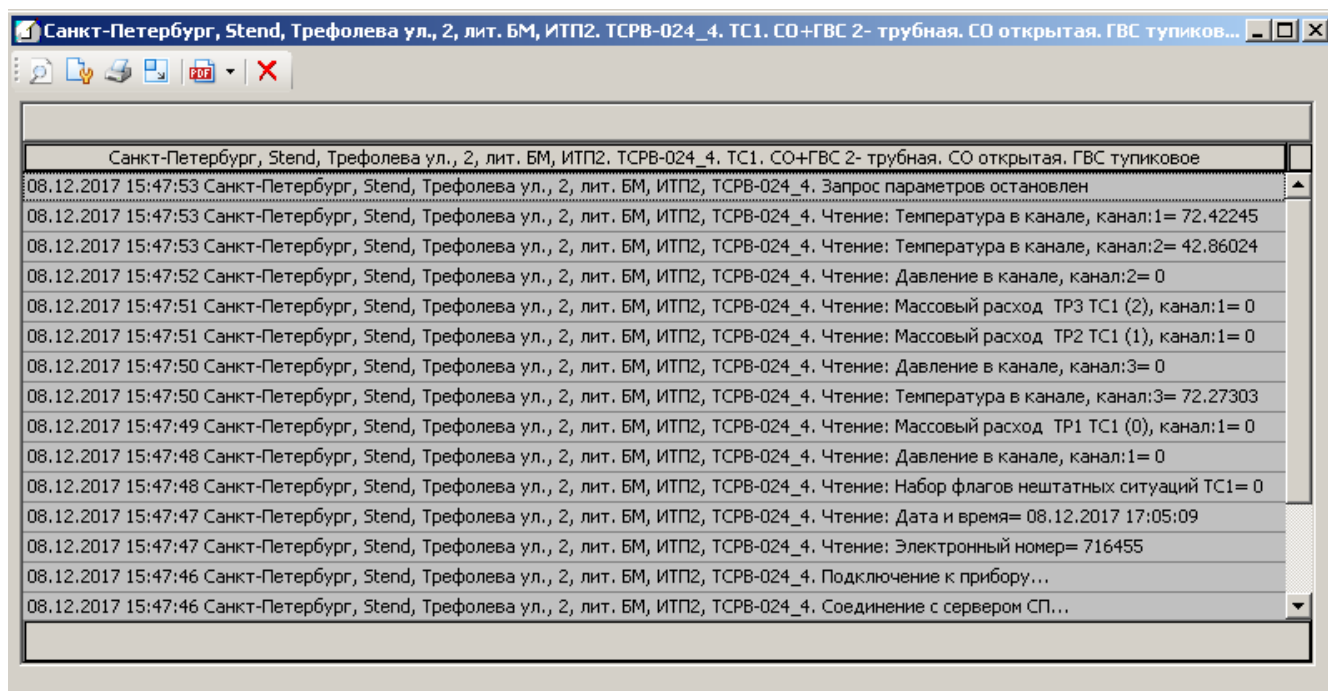 Санкт-Петербург, Stend, Трефолева ул., 2, лит. БМ, ИТП2. ТСРВ-024_4. ТС1. СО+ГВС 2- трубная. СО открытая. ГВС тупиков...
PDF
Санкт-Петербург, Stend, Трефолева ул., 2, лит. БМ, ИТП2. ТСРВ-024_4. ТС1. СО+ГВС 2- трубная. СО открытая. ГВС тупиковое
08.12.2017 15:47:53 Санкт-Петербург, Stend, Трефолева ул., 2, лит. БМ, ИТП2, ТСРВ-024_4. Запрос параметров остановлен
08.12.2017 15:47:53 Санкт-Петербург, Stend, Трефолева ул., 2, лит. БМ, ИТП2, ТСРВ-024_4. Чтение: Температура в канале, канал:1= 72.42245
08.12.2017 15:47:53 Санкт-Петербург, Stend, Трефолева ул., 2, лит. БМ, ИТП2, ТСРВ-024_4. Чтение: Температура в канале, канал:2= 42.86024
08.12.2017 15:47:52 Санкт-Петербург, Stend, Трефолева ул., 2, лит. БМ, ИТП2, ТСРВ-024_4. Чтение: Давление в канале, канал:2= 0
08.12.2017 15:47:51 Санкт-Петербург, Stend, Трефолева ул., 2, лит. БМ, ИТП2, ТСРВ-024_4. Чтение: Массовый расход  ТР3 ТС1 (2), канал:1= 0
08.12.2017 15:47:51 Санкт-Петербург, Stend, Трефолева ул., 2, лит. БМ, ИТП2, ТСРВ-024_4. Чтение: Массовый расход  ТР2 ТС1 (1), канал:1= 0
08.12.2017 15:47:50 Санкт-Петербург, Stend, Трефолева ул., 2, лит. БМ, ИТП2, ТСРВ-024_4. Чтение: Давление в канале, канал:3= 0
08.12.2017 15:47:50 Санкт-Петербург, Stend, Трефолева ул., 2, лит. БМ, ИТП2, ТСРВ-024_4. Чтение: Температура в канале, канал:3= 72.27303
08.12.2017 15:47:49 Санкт-Петербург, Stend, Трефолева ул., 2, лит. БМ, ИТП2, ТСРВ-024_4. Чтение: Массовый расход  ТР1 ТС1 (0), канал:1= 0
08.12.2017 15:47:48 Санкт-Петербург, Stend, Трефолева ул., 2, лит. БМ, ИТП2, ТСРВ-024_4. Чтение: Давление в канале, канал:1= 0
08.12.2017 15:47:48 Санкт-Петербург, Stend, Трефолева ул., 2, лит. БМ, ИТП2, ТСРВ-024_4. Чтение: Набор флагов нештатных ситуаций ТС1= 0
08.12.2017 15:47:47 Санкт-Петербург, Stend, Трефолева ул., 2, лит. БМ, ИТП2, ТСРВ-024_4. Чтение: Дата и время= 08.12.2017 17:05:09
08.12.2017 15:47:47 Санкт-Петербург, Stend, Трефолева ул., 2, лит. БМ, ИТП2, ТСРВ-024_4. Чтение: Электронный номер= 716455
08.12.2017 15:47:46 Санкт-Петербург, Stend, Трефолева ул., 2, лит. БМ, ИТП2, ТСРВ-024_4. Подключение к прибору...
08.12.2017 15:47:46 Санкт-Петербург, Stend, Трефолева ул., 2, лит. БМ, ИТП2, ТСРВ-024_4. Соединение с сервером СП...